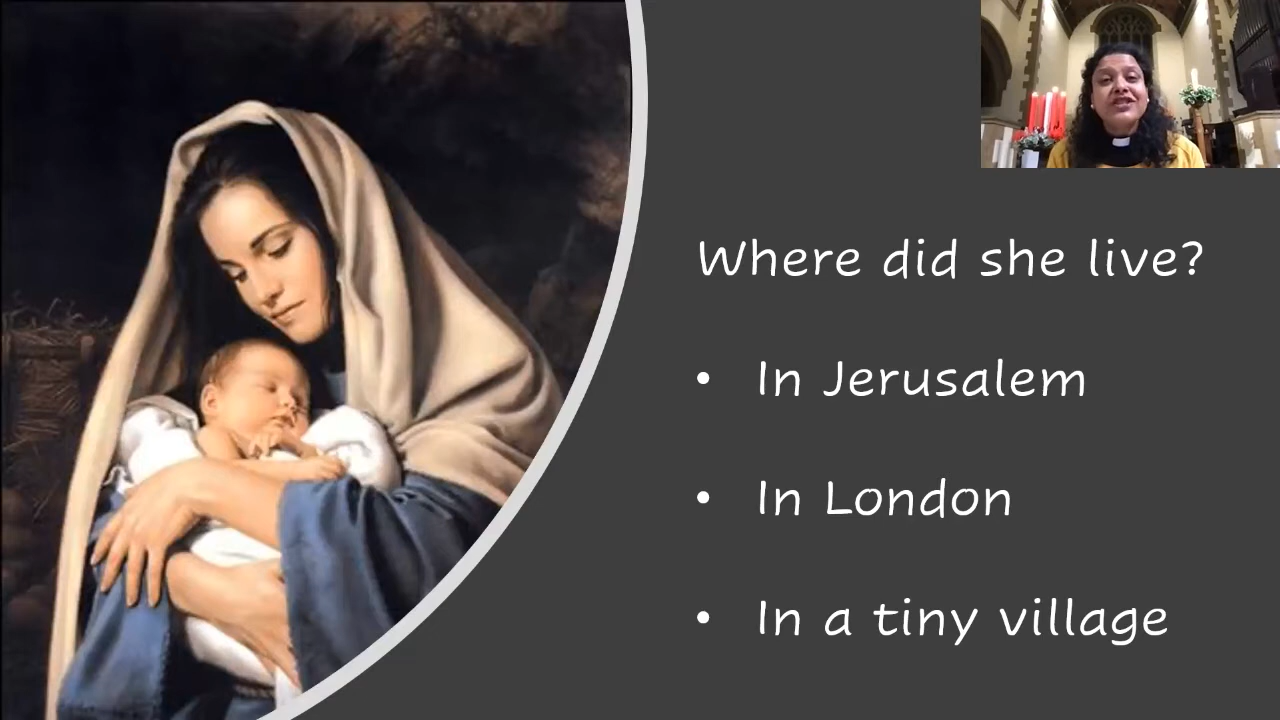 Where did she live?
• In Jerusalem
• In London
• In a tiny village